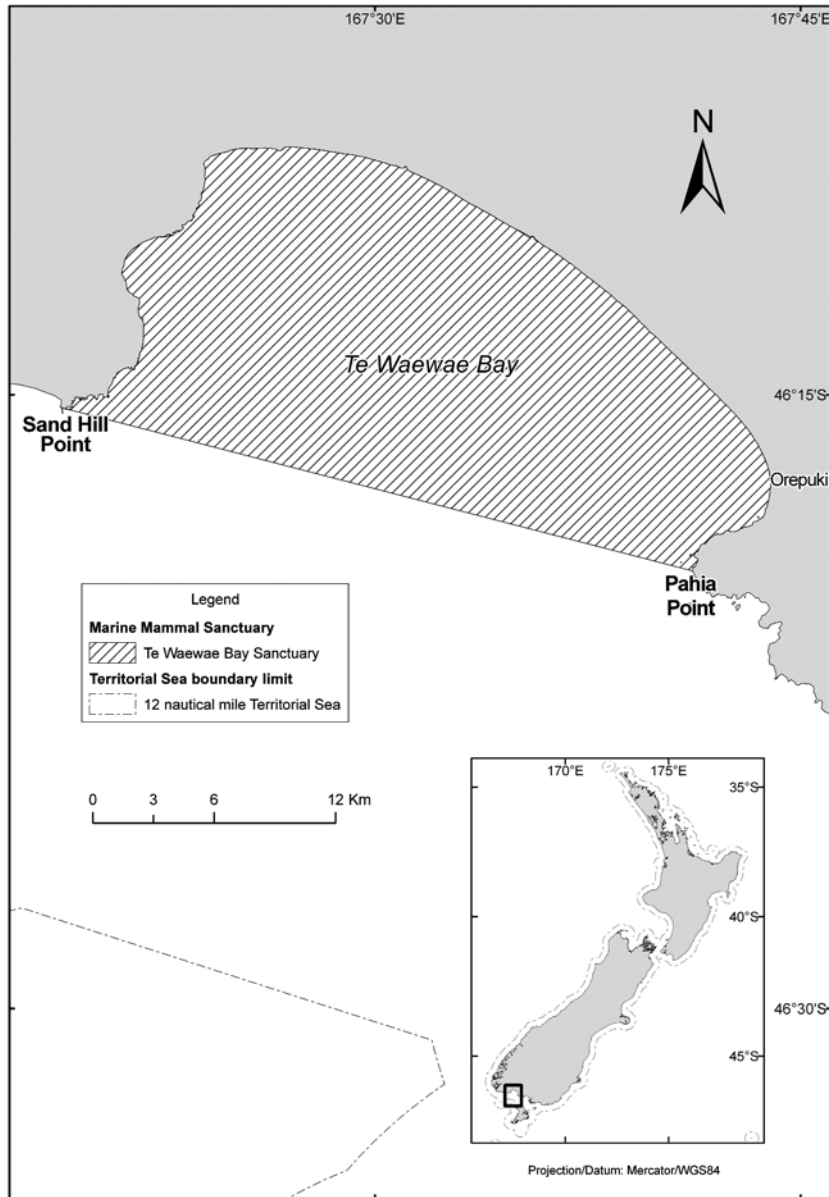 167°30'E
167°45'E
N
Te Waewae Bay
46°15'S
Sand Hill
Point
Orepuki
Pahia
Point
Legend
Marine Mammal Sanctuary
Te Waewae Bay Sanctuary
Territorial Sea boundary limit
12 nautical mile Territorial Sea
0 3 6 12 Km
170°E 175°E
35°S
40°S
46°30'S
45°S
Projection/Datum: Mercator/WGS84